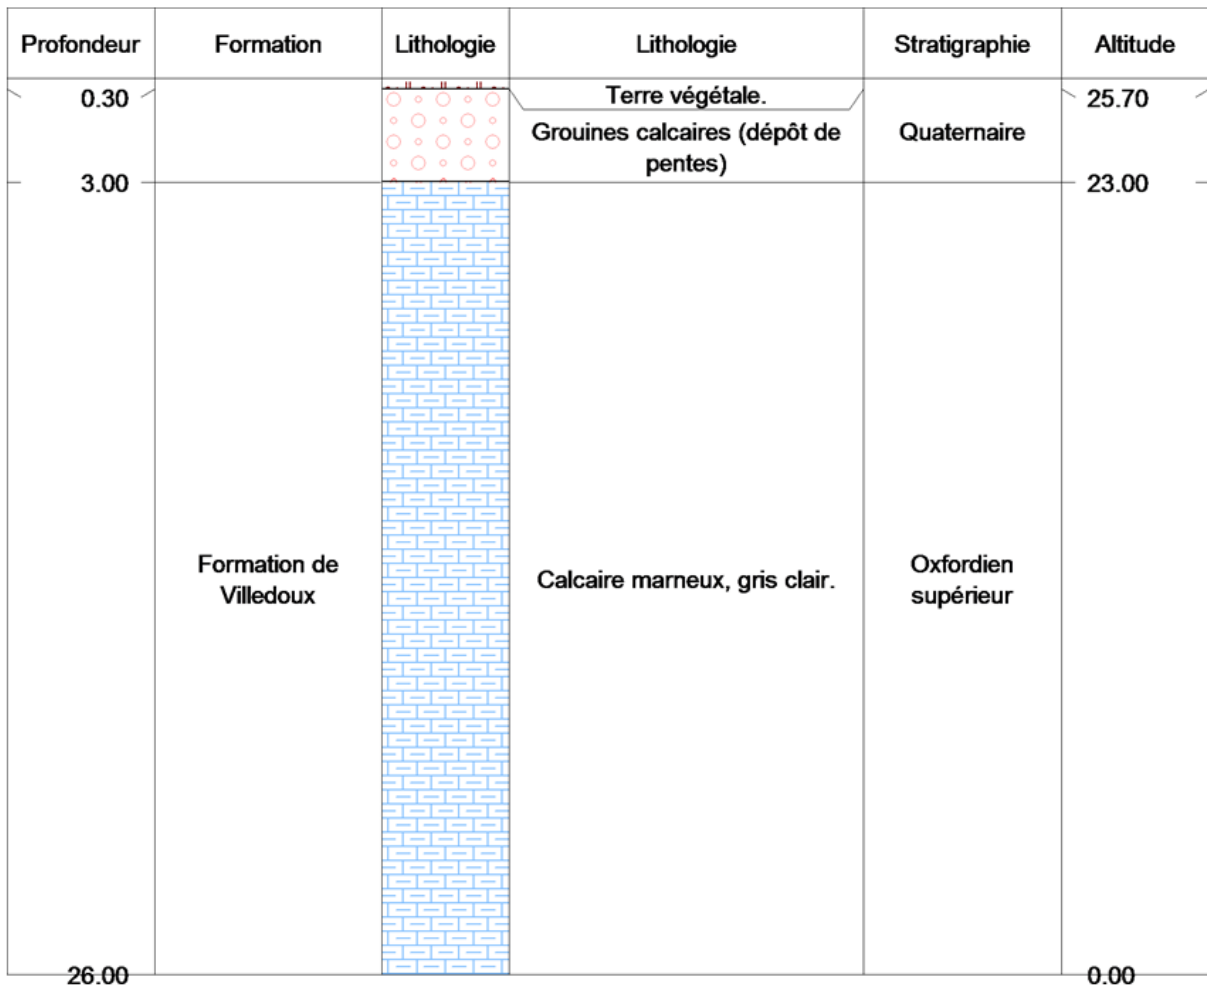 Profondeur Formation Lithologie Lithologie Stratigraphie Altitude
0.30 Terre végétale. 25.70
Grouines calcaires (dépôt de Quaternaire
pentes)
3.00 23.00
Formation de Calcaire marneux, gris clair. Oxfordien
Villedoux supérieur
26.00 0.00